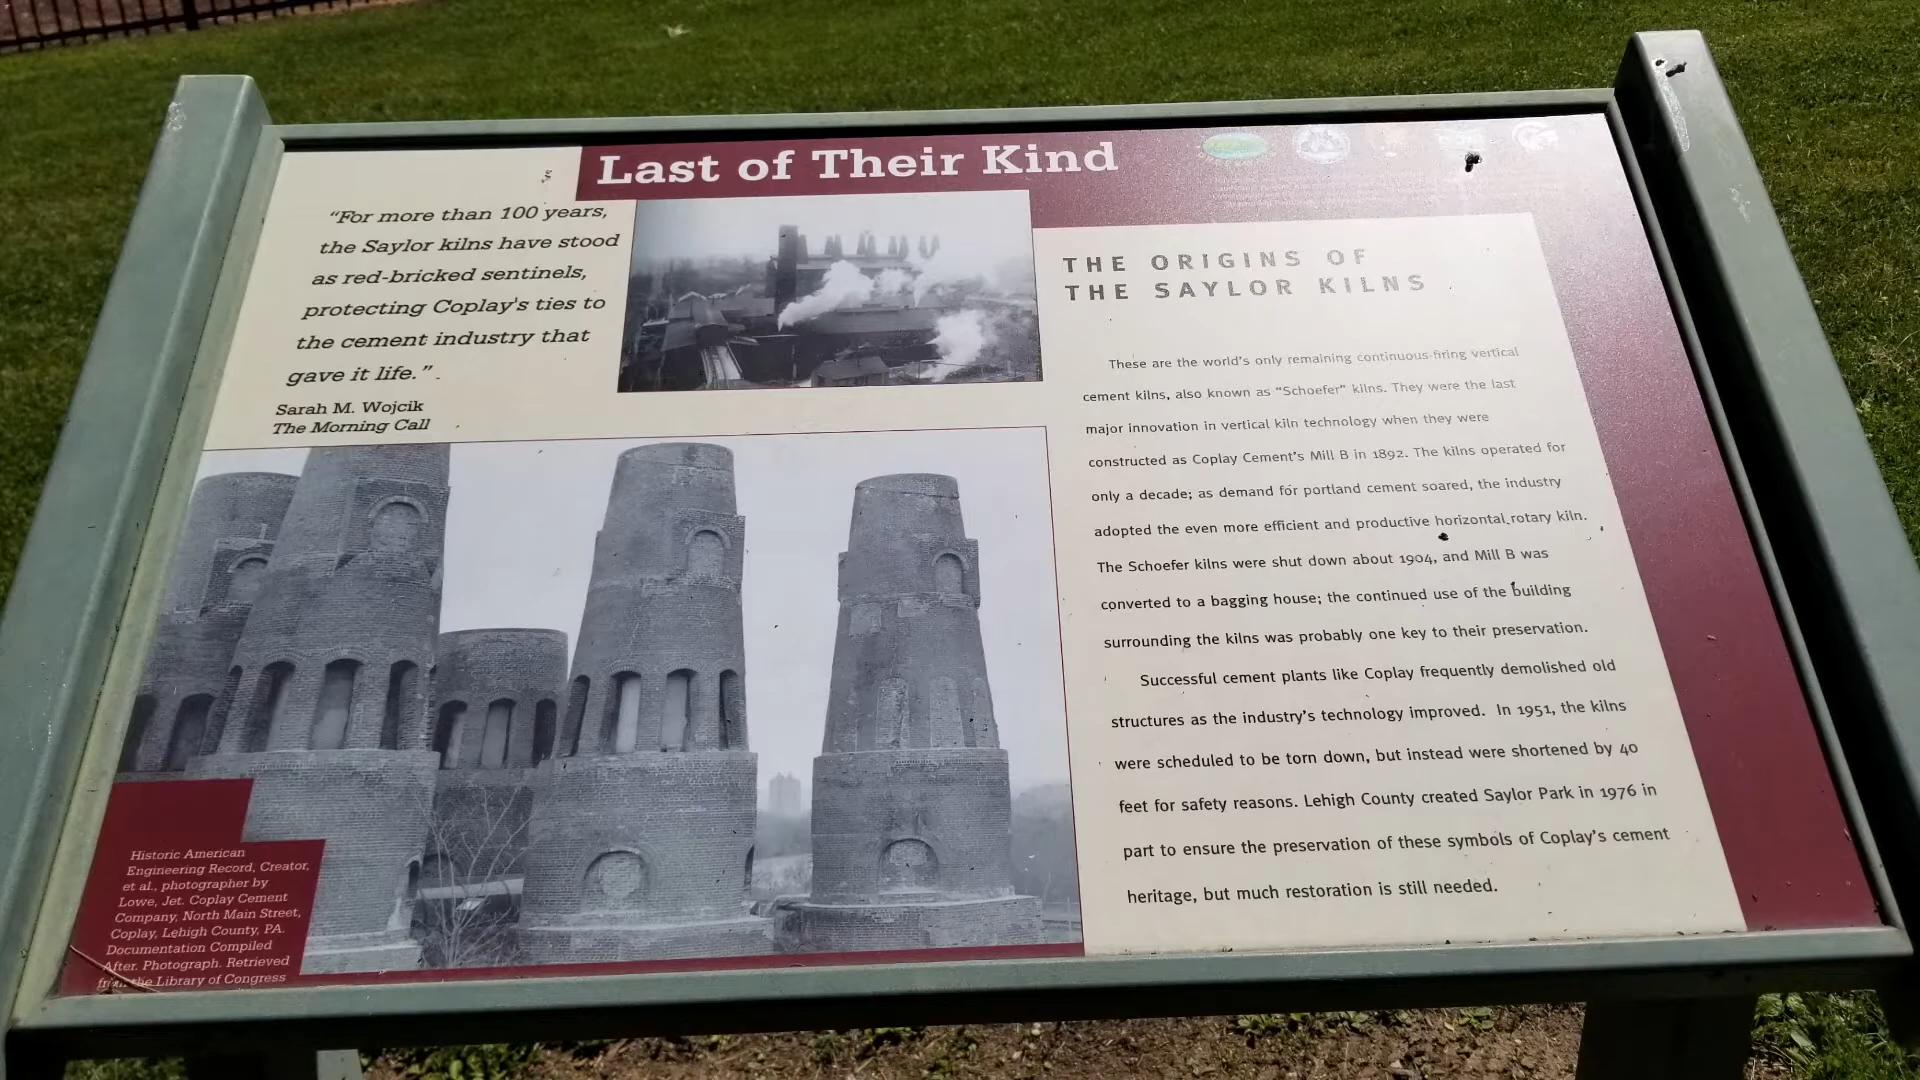 Last of Their Kind
“For more than 100 years,
the Saylor kilns have stood
as red-bricked sentinels,
protecting Coplay's ties to
the cement industry that
gave it life.”
Sarah M. Wojcik
The Morning Call
THE ORIGINS OF
THE SAYLOR KILNS
These are the world's only remaining continuous-firing vertical
cement kilns, also known as “Schoefer” kilns. They were the last
major innovation in vertical kiln technology when they were
constructed as Coplay Cement's Mill B in 1892. The kilns operated for
only a decade; as demand for portland cement soared, the industry
adopted the even more efficient and productive horizontal rotary kiln.
The Schoefer kilns were shut down about 1904, and Mill B was
converted to a bagging house; the continued use of the building
surrounding the kilns was probably one key to their preservation.
Successful cement plants like Coplay frequently demolished old
structures as the industry's technology improved. In 1951, the kilns
were scheduled to be torn down, but instead were shortened by 40
feet for safety reasons. Lehigh County created Saylor Park in 1976 in
part to ensure the preservation of these symbols of Coplay's cement
heritage, but much restoration is still needed.
Historic American
Engineering Record, Creator,
et al., photographer by
Lowe, Jet. Coplay Cement
Company, North Main Street,
Coplay, Lehigh County, PA.
Documentation Compiled
After. Photograph. Retrieved
from the Library of Congress